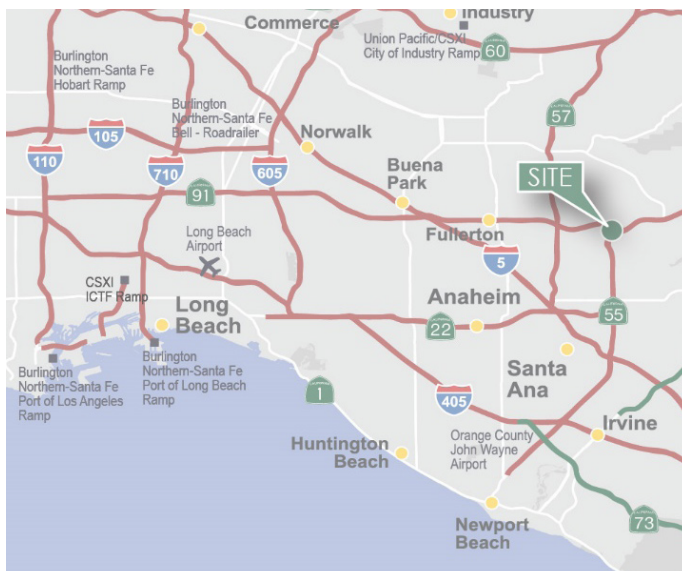 Commerce
Industry
Union Pacific/CSXI
City of Industry Ramp
60
Burlington
Northern-Santa Fe
Hobart Ramp
Burlington
Northern-Santa Fe
Bell - Roadrailer
57
105
110
710
605
Norwalk
Buena
Park
SITE
91
Fullerton
5
Long Beach
Airport
CSXI
ICTF Ramp
Long
Beach
Anaheim
22
55
Santa
Ana
Burlington
Northern-Santa Fe
Port of Los Angeles
Ramp
Burlington
Northern-Santa Fe
Port of Long Beach
Ramp
1
405
Irvine
Huntington
Beach
Orange County
John Wayne
Airport
Newport
Beach
73